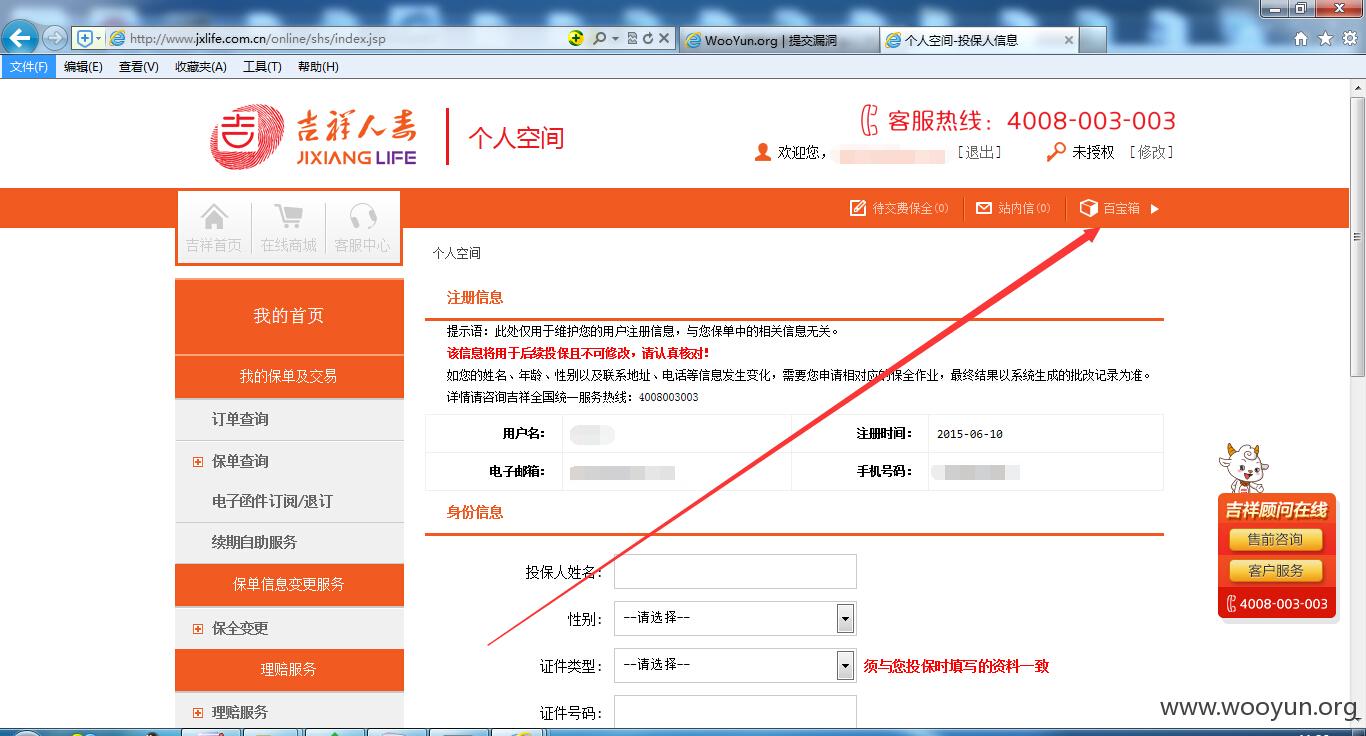 http://www.jxlife.com.cn/online/shs/index.jsp
WooYun.org | 提交漏洞
个人空间-投保人信息
文件(F) 编辑(E) 查看(V) 收藏夹(A) 工具(T) 帮助(H)
吉祥人寿
JIXIANG LIFE
个人空间
客服热线：4008-003-003
欢迎您， [退出] 未授权 [修改]
待交费保全(0) 站内信(0) 百宝箱
吉祥首页 在线商城 客服中心
个人空间
我的首页
我的保单及交易
订单查询
保单查询
电子函件订阅/退订
续期自助服务
保单信息变更服务
保全变更
理赔服务
理赔服务
注册信息
提示语：此处仅用于维护您的用户注册信息，与您保单中的相关信息无关。
该信息将用于后续投保且不可修改，请认真核对！
如您的姓名、年龄、性别以及联系地址、电话等信息发生变化，需要您申请相对应的保全作业，最终结果以系统生成的批改记录为准。
详情请咨询吉祥全国统一服务热线：4008003003
用户名： 注册时间： 2015-06-10
电子邮箱： 手机号码：
身份信息
投保人姓名：
性别： --请选择--
证件类型： --请选择-- 须与您投保时填写的资料一致
证件号码：
吉祥顾问在线
售前咨询
客户服务
4008-003-003
www.wooyun.org